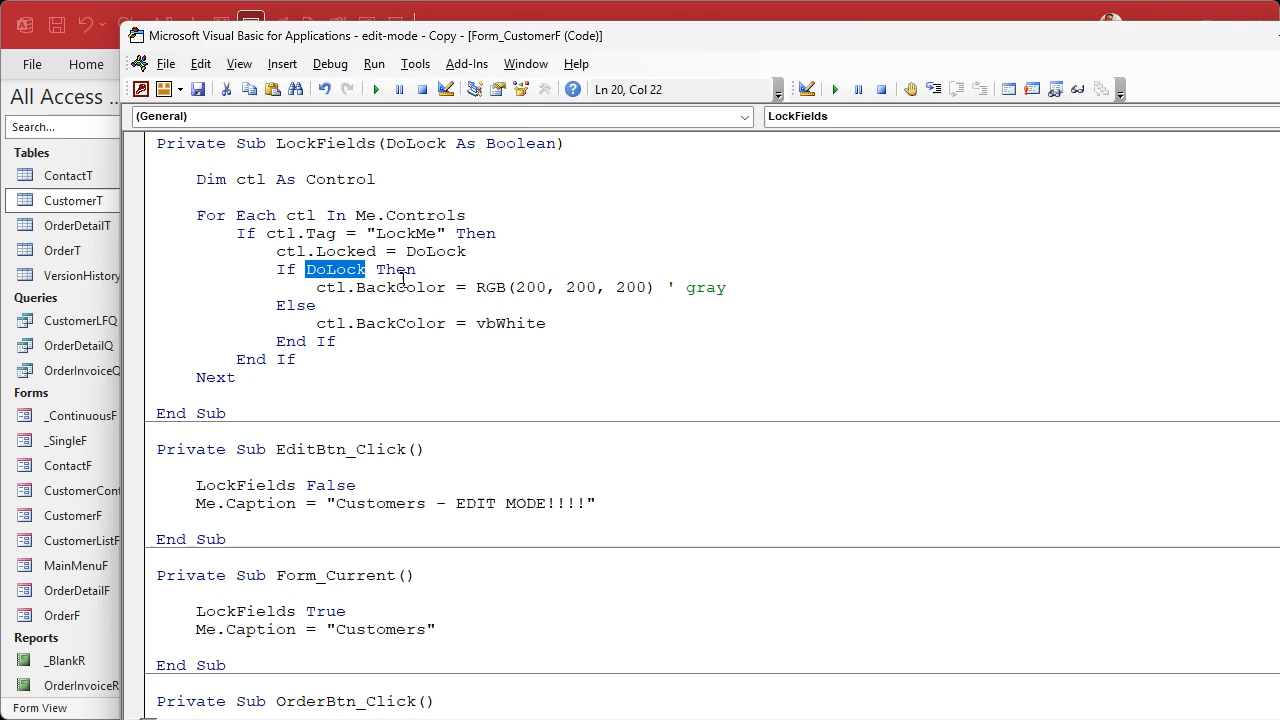 Microsoft Visual Basic for Applications - edit-mode - Copy - [Form_CustomerF (Code)]
File Home
File Edit View Insert Debug Run Tools Add-Ins Window Help
Ln 20, Col 22
All Access ...
Search...
Tables
ContactT
CustomerT
OrderDetailT
OrderT
VersionHistory
Queries
CustomerLFQ
OrderDetailQ
OrderInvoiceQ
Forms
_ContinuousF
_SingleF
ContactF
CustomerCont
CustomerF
CustomerListF
MainMenuF
OrderDetailF
OrderF
Reports
_BlankR
OrderInvoiceR
Form View
(General)
LockFields
Private Sub LockFields(DoLock As Boolean)
Dim ctl As Control
For Each ctl In Me.Controls
If ctl.Tag = "LockMe" Then
ctl.Locked = DoLock
If DoLock Then
ctl.BackColor = RGB(200, 200, 200) ' gray
Else
ctl.BackColor = vbWhite
End If
End If
Next
End Sub
Private Sub EditBtn_Click()
LockFields False
Me.Caption = "Customers - EDIT MODE!!!!"
End Sub
Private Sub Form_Current()
LockFields True
Me.Caption = "Customers"
End Sub
Private Sub OrderBtn_Click()